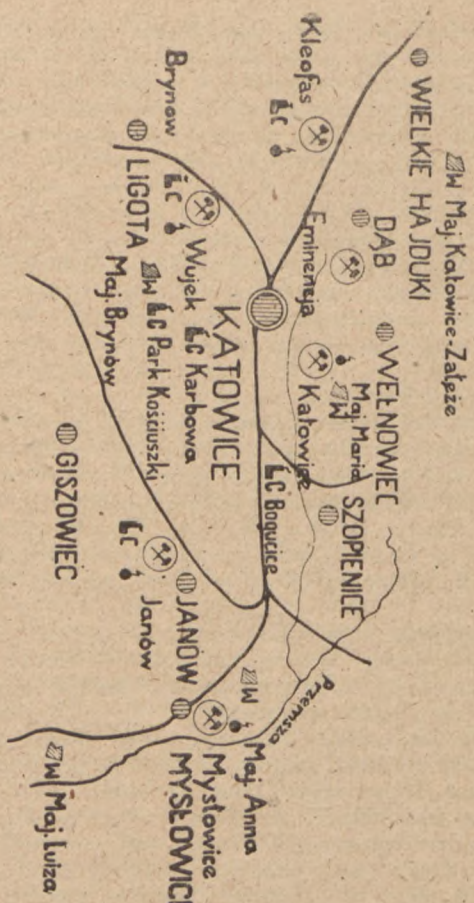 W Maj. Katowice-Załęże
WIELKIE HAJDUKI
WEŁNOWIEC
DĄB
Maj. Maria
W
SZOPIENICE
Kleofas
C
Eminencja
Katowice
C Bogucice
Przemsza
W Maj. Anna
Mysłowice
MYSŁOWIC
KATOWICE
Wujek C Karbowa
C
W C Park Kościuszki
Brynów
LIGOTA
Maj. Brynów
JANÓW
Janów
C
GISZOWIEC
W Maj. Luiza